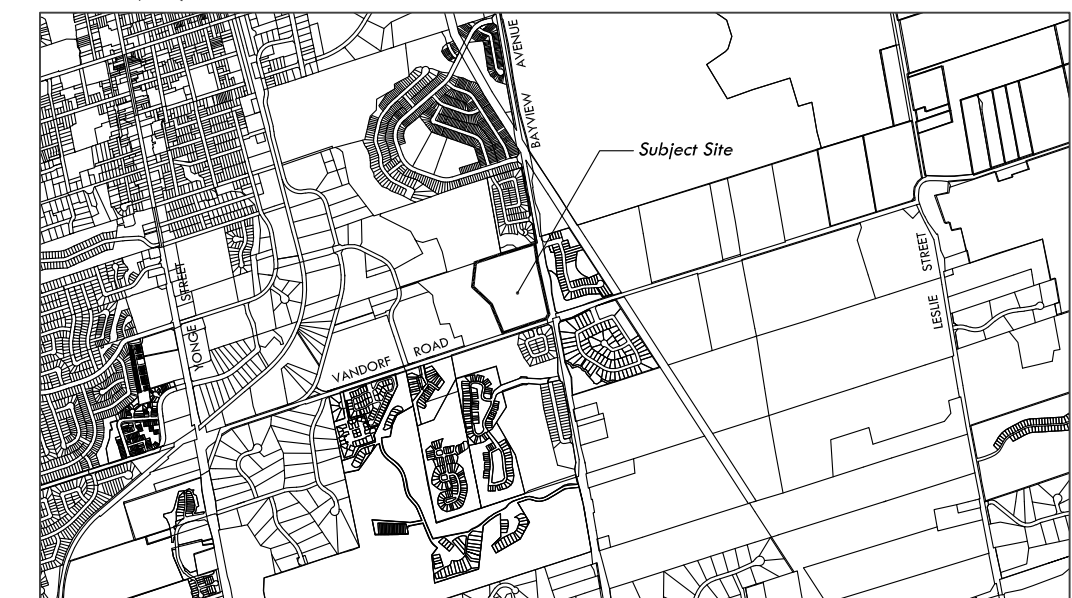 AVENUE
BAYVIEW
Subject Site
STREET
YONGE
VANDORF ROAD
STREET
LESLIE